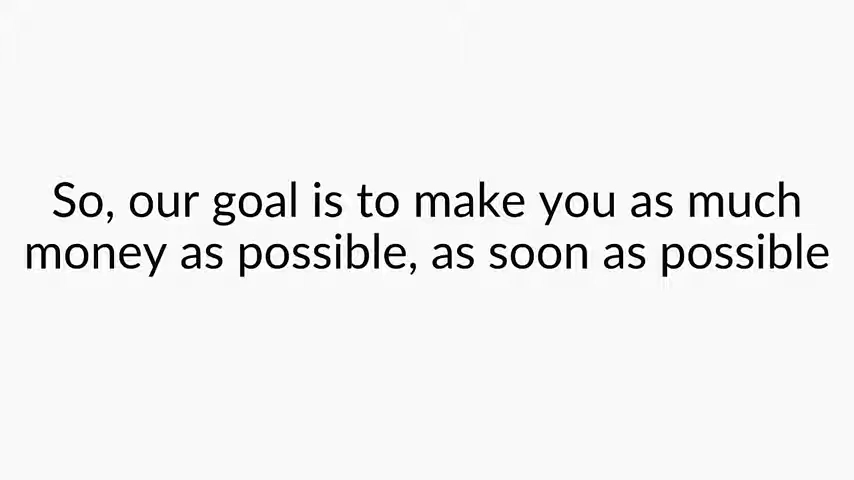 So, our goal is to make you as much
money as possible, as soon as possible